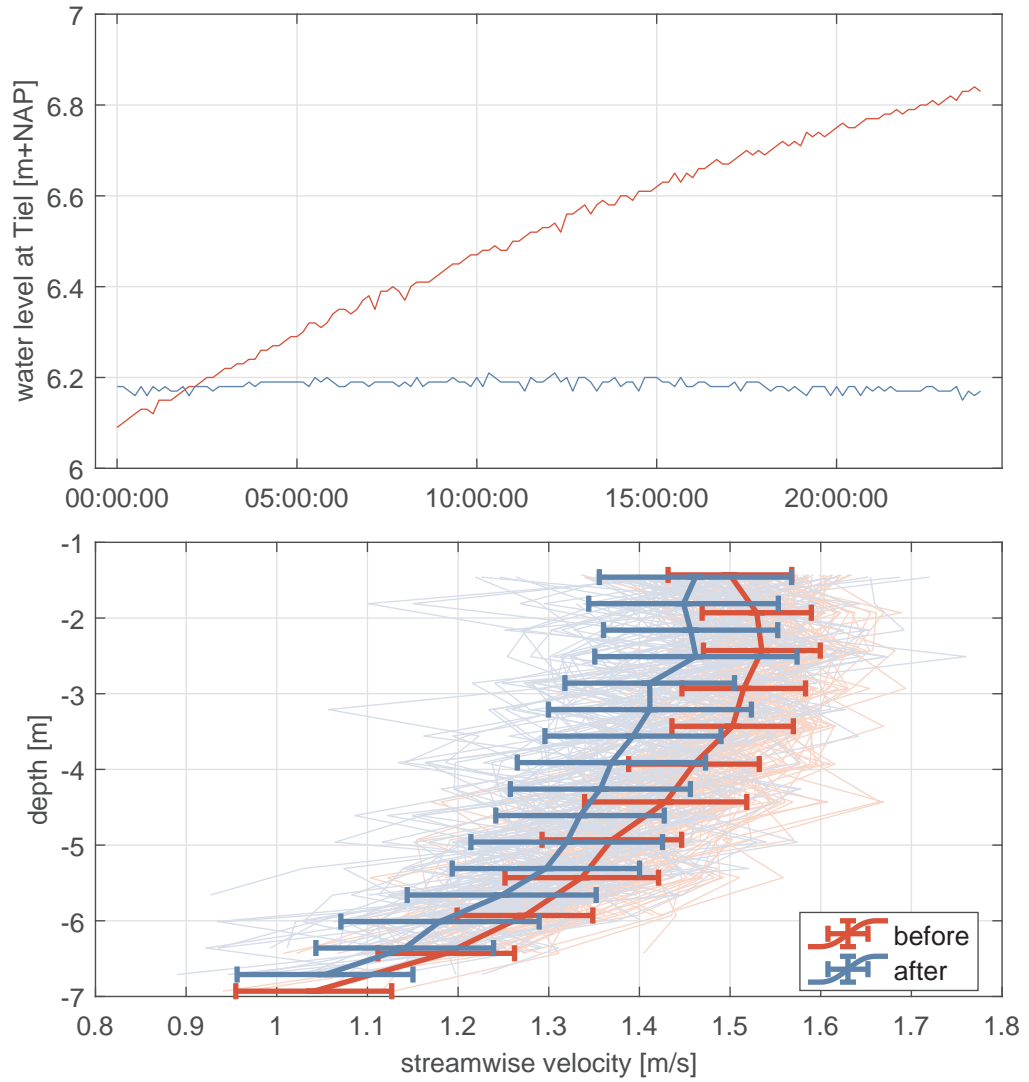 7
6.8
6.6
6.4
6.2
6
water level at Tiel [m+NAP]
00:00:00 05:00:00 10:00:00 15:00:00 20:00:00
-1
-2
-3
-4
-5
-6
-7
depth [m]
before
after
0.8 0.9 1 1.1 1.2 1.3 1.4 1.5 1.6 1.7 1.8
streamwise velocity [m/s]